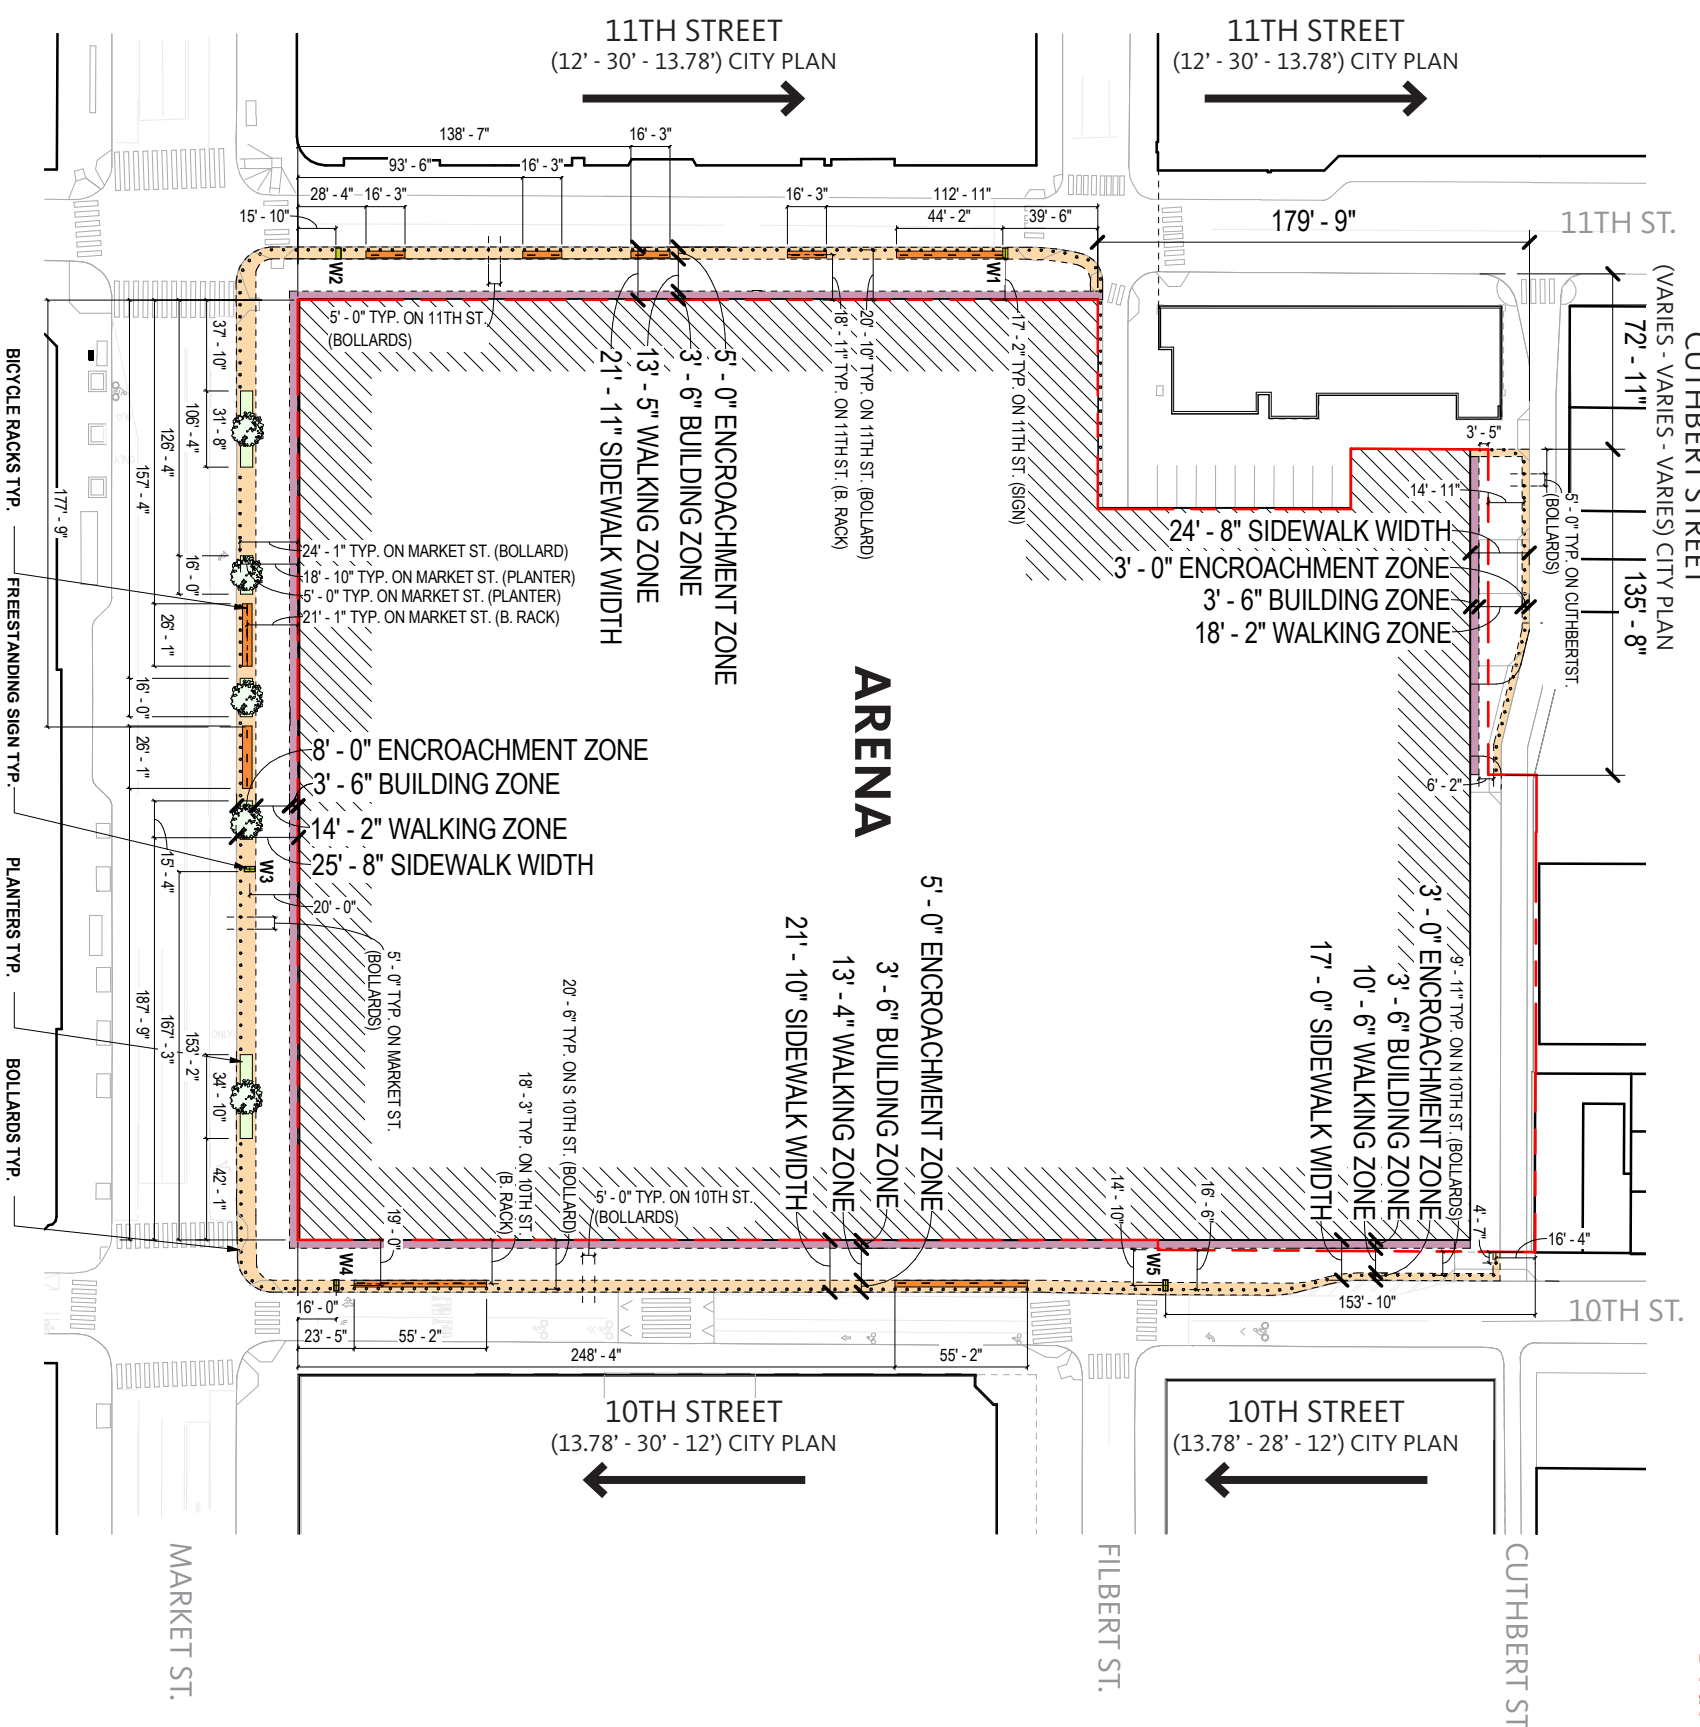 11TH STREET
(12' - 30' - 13.78') CITY PLAN
11TH STREET
(12' - 30' - 13.78') CITY PLAN
138' - 7"
16' - 3"
93' - 6"
16' - 3"
28' - 4"
16' - 3"
16' - 3"
112' - 11"
15' - 10"
44' - 2"
39' - 6"
179' - 9"
11TH ST.
W2
W1
CUTHBERT STREET
(VARIES - VARIES - VARIES) CITY PLAN
72' - 11"
135' - 8"
5' - 0" TYP. ON 11TH ST.
(BOLLARDS)
21' - 11" SIDEWALK WIDTH
13' - 5" WALKING ZONE
3' - 6" BUILDING ZONE
5' - 0" ENCROACHMENT ZONE
18' - 11" TYP. ON 11TH ST. (B. RACK)
20' - 10" TYP. ON 11TH ST. (BOLLARD)
17' - 2" TYP. ON 11TH ST. (SIGN)
3' - 5"
14' - 11"
5' - 0" TYP. ON CUTHBERTST.
(BOLLARDS)
24' - 8" SIDEWALK WIDTH
3' - 0" ENCROACHMENT ZONE
3' - 6" BUILDING ZONE
18' - 2" WALKING ZONE
6' - 2"
37' - 10"
31' - 8"
106' - 4"
126' - 4"
157' - 4"
177' - 9"
16' - 0"
26' - 1"
16' - 0"
26' - 1"
24' - 1" TYP. ON MARKET ST. (BOLLARD)
18' - 10" TYP. ON MARKET ST. (PLANTER)
5' - 0" TYP. ON MARKET ST. (PLANTER)
21' - 1" TYP. ON MARKET ST. (B. RACK)
ARENA
8' - 0" ENCROACHMENT ZONE
3' - 6" BUILDING ZONE
14' - 2" WALKING ZONE
25' - 8" SIDEWALK WIDTH
W3
20' - 0"
15' - 4"
187' - 9"
167' - 3"
153' - 2"
34' - 10"
42' - 1"
ONLY
BICYCLE RACKS TYP.
FREESTANDING SIGN TYP.
PLANTERS TYP.
BOLLARDS TYP.
5' - 0" TYP. ON MARKET ST.
(BOLLARDS)
20' - 6" TYP. ON S 10TH ST. (BOLLARD)
18' - 3" TYP. ON 10TH ST.
(B. RACK)
5' - 0" TYP. ON 10TH ST.
(BOLLARDS)
19' - 0"
21' - 10" SIDEWALK WIDTH
13' - 4" WALKING ZONE
3' - 6" BUILDING ZONE
5' - 0" ENCROACHMENT ZONE
14' - 10"
16' - 6"
17' - 0" SIDEWALK WIDTH
10' - 6" WALKING ZONE
3' - 6" BUILDING ZONE
3' - 0" ENCROACHMENT ZONE
9' - 11" TYP. ON N 10TH ST. (BOLLARDS)
4' - 7"
16' - 4"
W4
W5
16' - 0"
23' - 5"
55' - 2"
248' - 4"
55' - 2"
153' - 10"
10TH ST.
10TH STREET
(13.78' - 30' - 12') CITY PLAN
10TH STREET
(13.78' - 28' - 12') CITY PLAN
MARKET ST.
FILBERT ST.
CUTHBERT ST